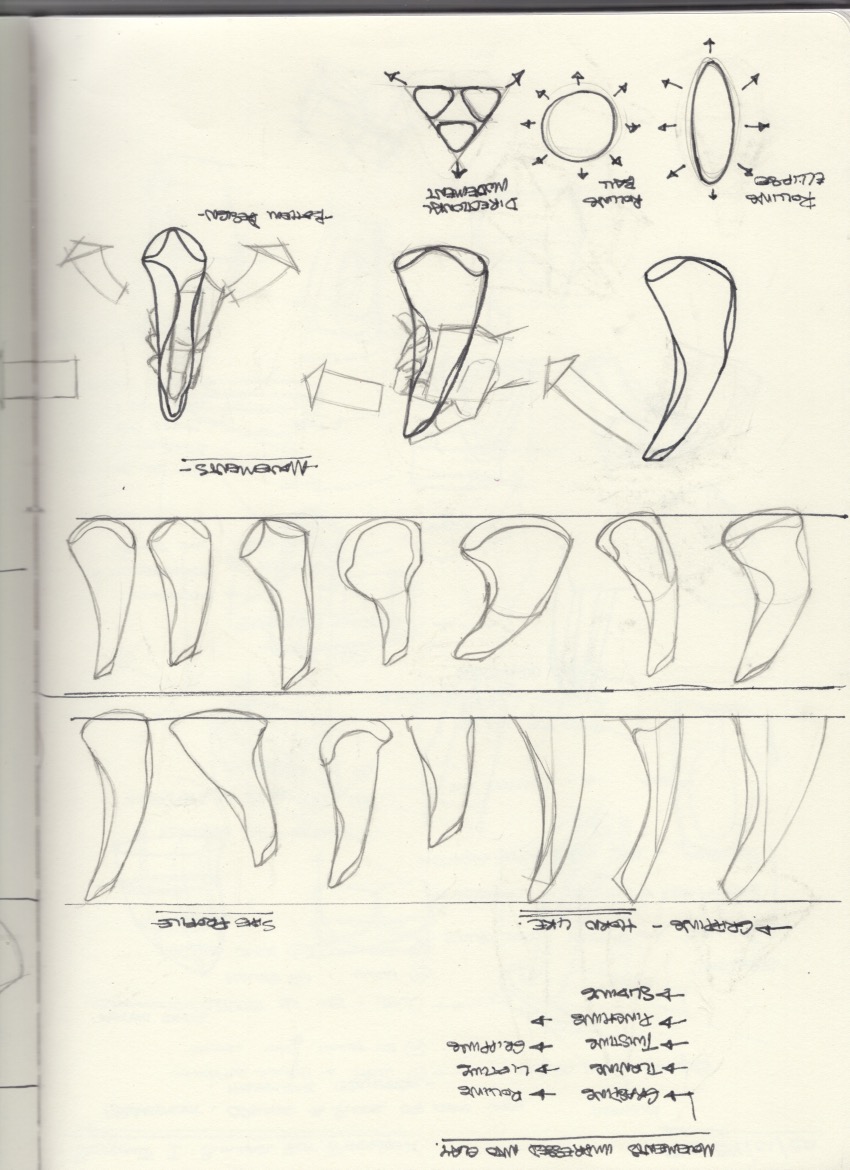 MOVEMENTS IMPRESSED INTO CLAY.
→ GRASPING → ROLLING
→ TURNING → LIFTING
→ TWISTING → GRIPPING
→ PINCHING →
→ SLIDING
→ GRIPPING - HORN LIKE.
SIDE PROFILE
-MOVEMENTS-
-BOTTOM DESIGN-
ROLLING
ELLIPSE
ROLLING
BALL
DIRECTIONAL
MOVEMENT